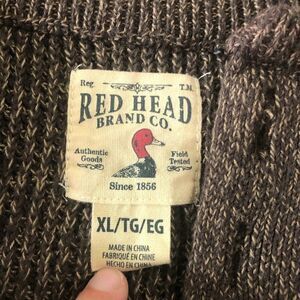 Reg T.M.
RED HEAD
BRAND CO.
Authentic Field
Goods Tested
Since 1856
XL/TG/EG
MADE IN CHINA
FABRIQUÉ EN CHINE
HECHO EN CHINA